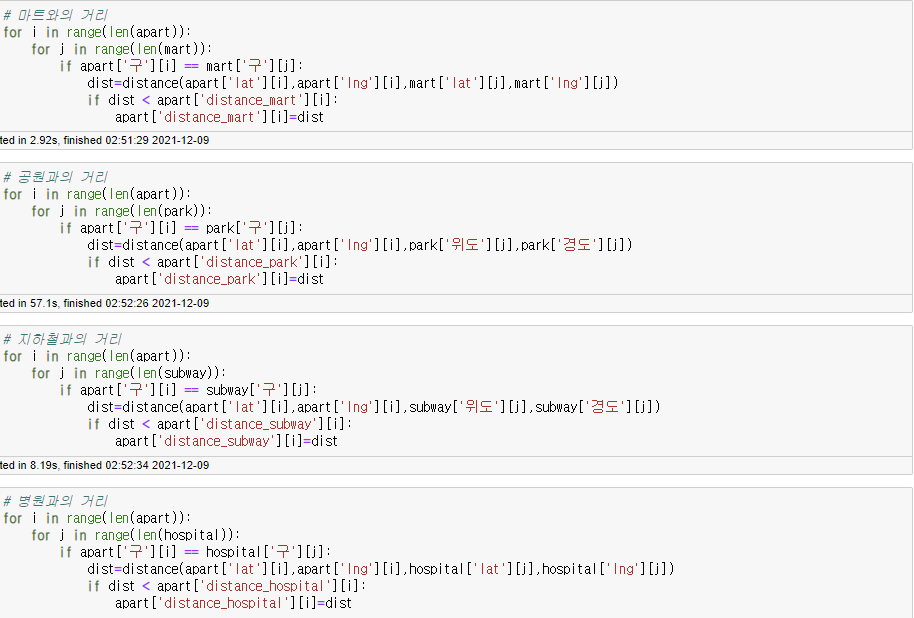 # 마트와의 거리
for i in range(len(apart)):
    for j in range(len(mart)):
        if apart['구'][i] == mart['구'][j]:
            dist=distance(apart['lat'][i],apart['lng'][i],mart['lat'][j],mart['lng'][j])
            if dist < apart['distance_mart'][i]:
                apart['distance_mart'][i]=dist
ted in 2.92s, finished 02:51:29 2021-12-09
# 공원과의 거리
for i in range(len(apart)):
    for j in range(len(park)):
        if apart['구'][i] == park['구'][j]:
            dist=distance(apart['lat'][i],apart['lng'][i],park['위도'][j],park['경도'][j])
            if dist < apart['distance_park'][i]:
                apart['distance_park'][i]=dist
ted in 57.1s, finished 02:52:26 2021-12-09
# 지하철과의 거리
for i in range(len(apart)):
    for j in range(len(subway)):
        if apart['구'][i] == subway['구'][j]:
            dist=distance(apart['lat'][i],apart['lng'][i],subway['위도'][j],subway['경도'][j])
            if dist < apart['distance_subway'][i]:
                apart['distance_subway'][i]=dist
ted in 8.19s, finished 02:52:34 2021-12-09
# 병원과의 거리
for i in range(len(apart)):
    for j in range(len(hospital)):
        if apart['구'][i] == hospital['구'][j]:
            dist=distance(apart['lat'][i],apart['lng'][i],hospital['lat'][j],hospital['lng'][j])
            if dist < apart['distance_hospital'][i]:
                apart['distance_hospital'][i]=dist